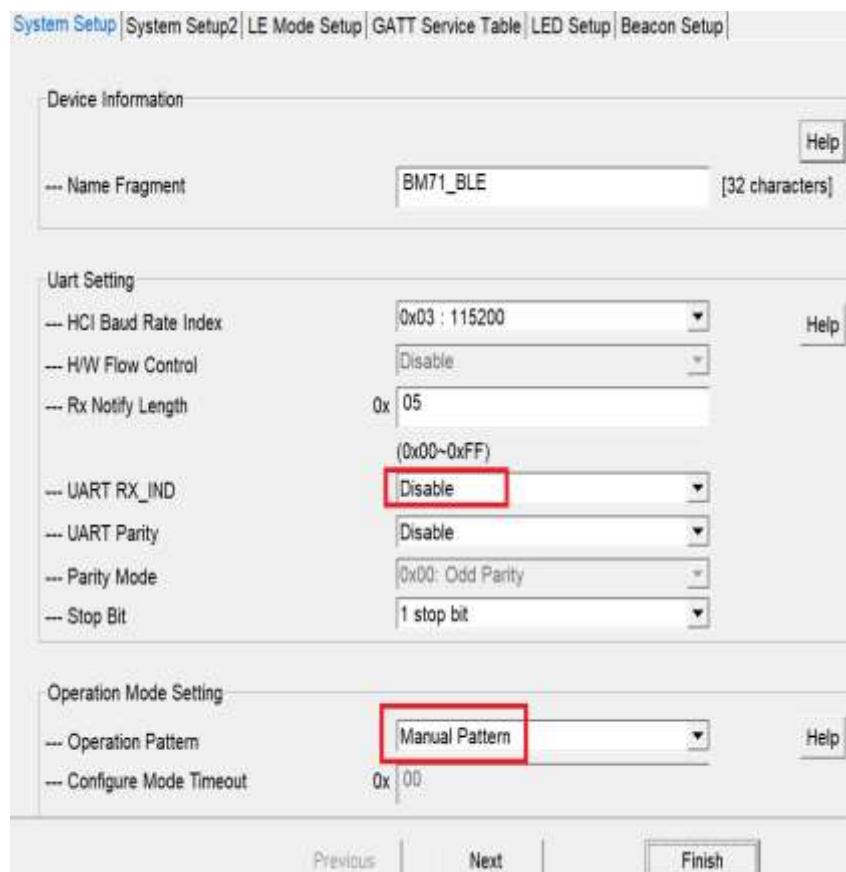 System Setup System Setup2 LE Mode Setup GATT Service Table LED Setup Beacon Setup
Device Information
Help
--- Name Fragment BM71_BLE [32 characters]
Uart Setting
--- HCI Baud Rate Index 0x03 : 115200 Help
--- H/W Flow Control Disable
--- Rx Notify Length 0x 05
(0x00~0xFF)
--- UART RX_IND Disable
--- UART Parity Disable
--- Parity Mode 0x00: Odd Parity
--- Stop Bit 1 stop bit
Operation Mode Setting
--- Operation Pattern Manual Pattern Help
--- Configure Mode Timeout 0x 00
Previous Next Finish